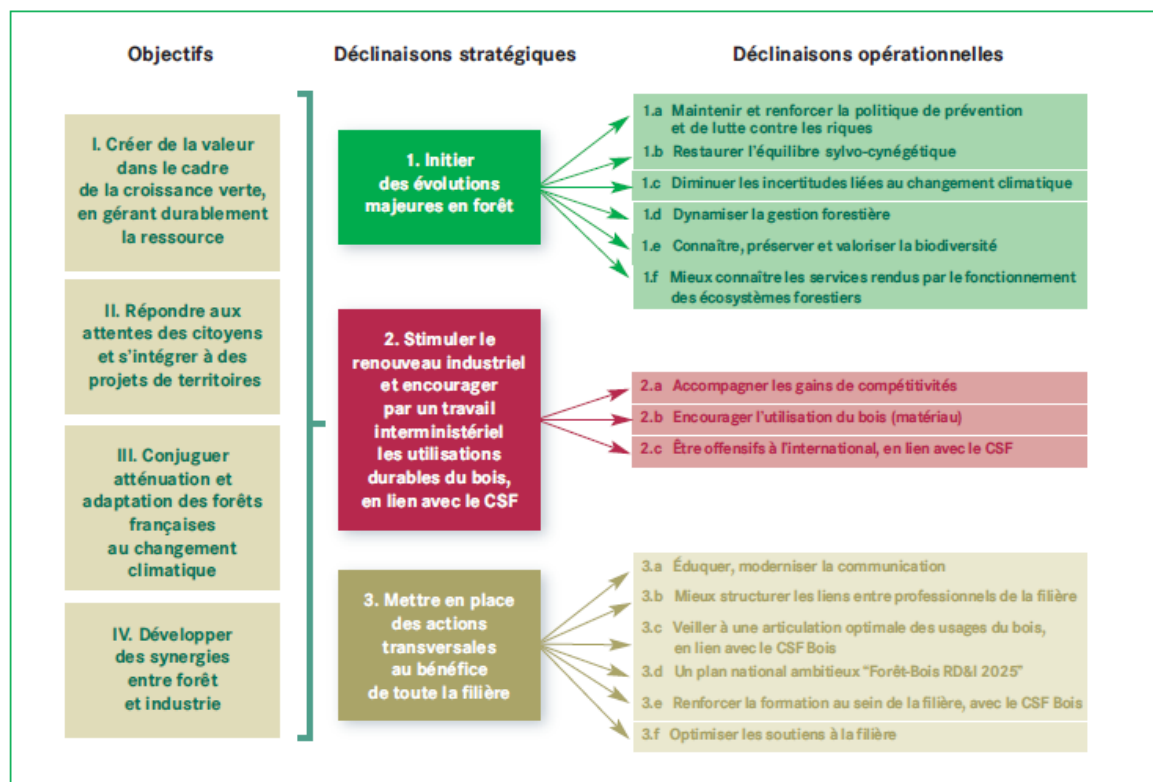 Objectifs
Déclinaisons stratégiques
Déclinaisons opérationnelles
I. Créer de la valeur
dans le cadre
de la croissance verte,
en gérant durablement
la ressource
II. Répondre aux
attentes des citoyens
et s'intégrer à des
projets de territoires
III. Conjuguer
atténuation et
adaptation des forêts
françaises
au changement
climatique
IV. Développer
des synergies
entre forêt
et industrie
1. Initier
des évolutions
majeures en forêt
2. Stimuler le
renouveau industriel
et encourager
par un travail
interministériel
les utilisations
durables du bois,
en lien avec le CSF
3. Mettre en place
des actions
transversales
au bénéfice
de toute la filière
1.a Maintenir et renforcer la politique de prévention
et de lutte contre les riques
1.b Restaurer l'équilibre sylvo-cynégétique
1.c Diminuer les incertitudes liées au changement climatique
1.d Dynamiser la gestion forestière
1.e Connaître, préserver et valoriser la biodiversité
1.f Mieux connaître les services rendus par le fonctionnement
des écosystèmes forestiers
2.a Accompagner les gains de compétitivités
2.b Encourager l'utilisation du bois (matériau)
2.c Être offensifs à l'international, en lien avec le CSF
3.a Éduquer, moderniser la communication
3.b Mieux structurer les liens entre professionnels de la filière
3.c Veiller à une articulation optimale des usages du bois,
en lien avec le CSF Bois
3.d Un plan national ambitieux "Forêt-Bois RD&I 2025"
3.e Renforcer la formation au sein de la filière, avec le CSF Bois
3.f Optimiser les soutiens à la filière